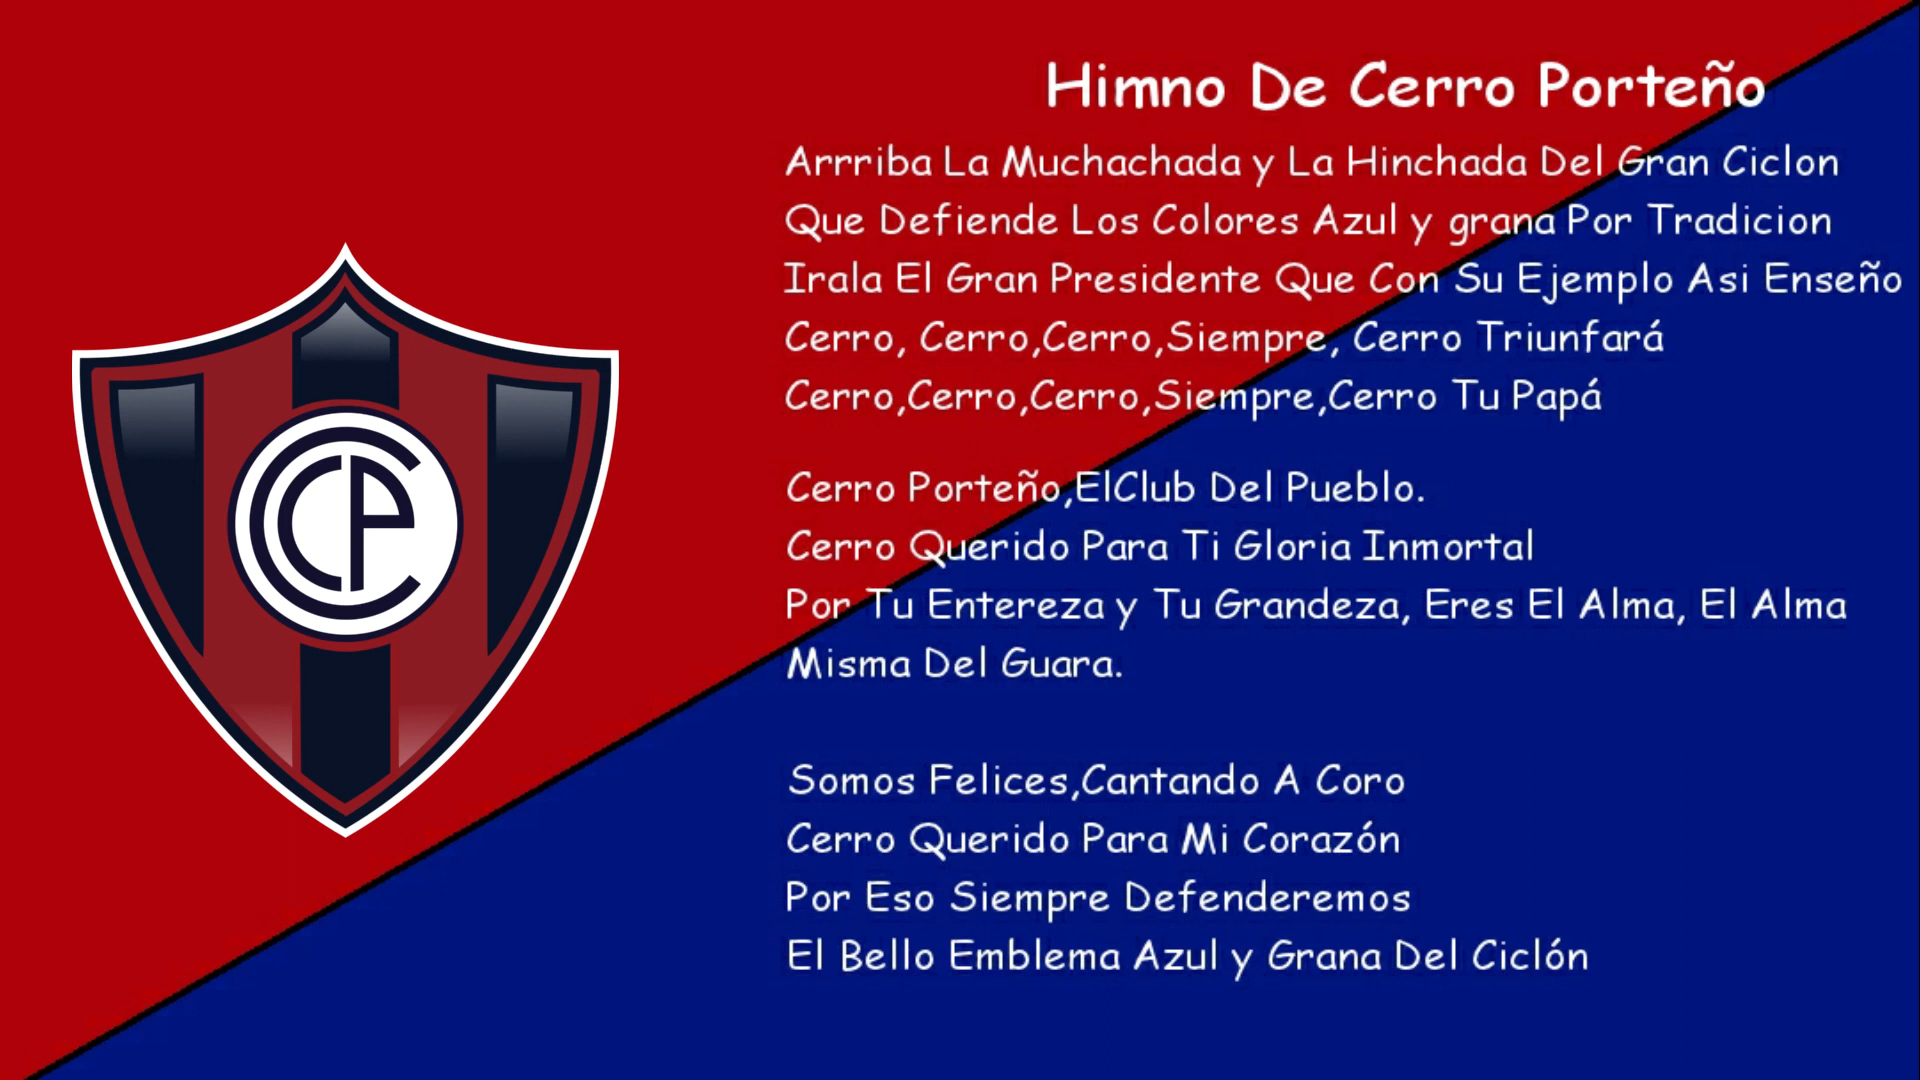 Himno De Cerro Porteño
Arrriba La Muchachada y La Hinchada Del Gran Ciclon
Que Defiende Los Colores Azul y grana Por Tradicion
Irala El Gran Presidente Que Con Su Ejemplo Asi Enseño
Cerro, Cerro,Cerro,Siempre, Cerro Triunfará
Cerro,Cerro,Cerro,Siempre,Cerro Tu Papá
Cerro Porteño,ElClub Del Pueblo.
Cerro Querido Para Ti Gloria Inmortal
Por Tu Entereza y Tu Grandeza, Eres El Alma, El Alma
Misma Del Guara.
Somos Felices,Cantando A Coro
Cerro Querido Para Mi Corazón
Por Eso Siempre Defenderemos
El Bello Emblema Azul y Grana Del Ciclón
CCP